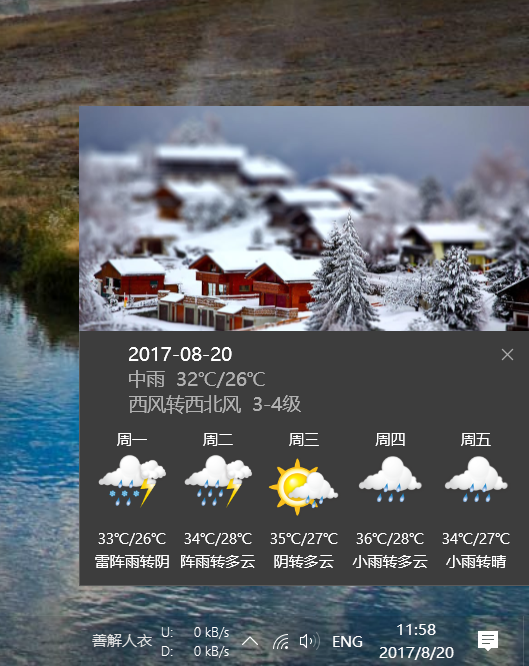 2017-08-20
中雨 32℃/26℃
西风转西北风 3-4级
周一 周二 周三 周四 周五
33℃/26℃ 34℃/28℃ 35℃/27℃ 36℃/28℃ 34℃/27℃
雷阵雨转阴 阵雨转多云 阴转多云 小雨转多云 小雨转晴
善解人衣 U: 0 kB/s
D: 0 kB/s
ENG
11:58
2017/8/20